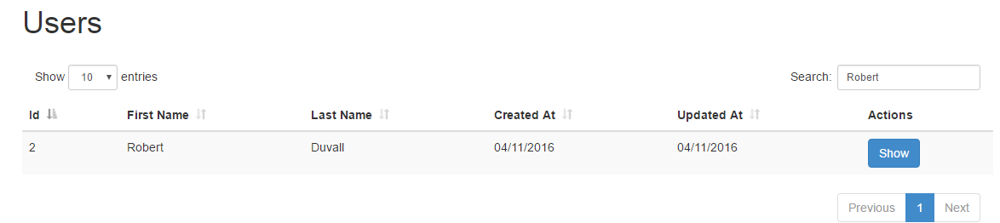 Users
Show 10 entries Search: Robert
Id First Name Last Name Created At Updated At Actions
2 Robert Duvall 04/11/2016 04/11/2016 Show
Previous 1 Next